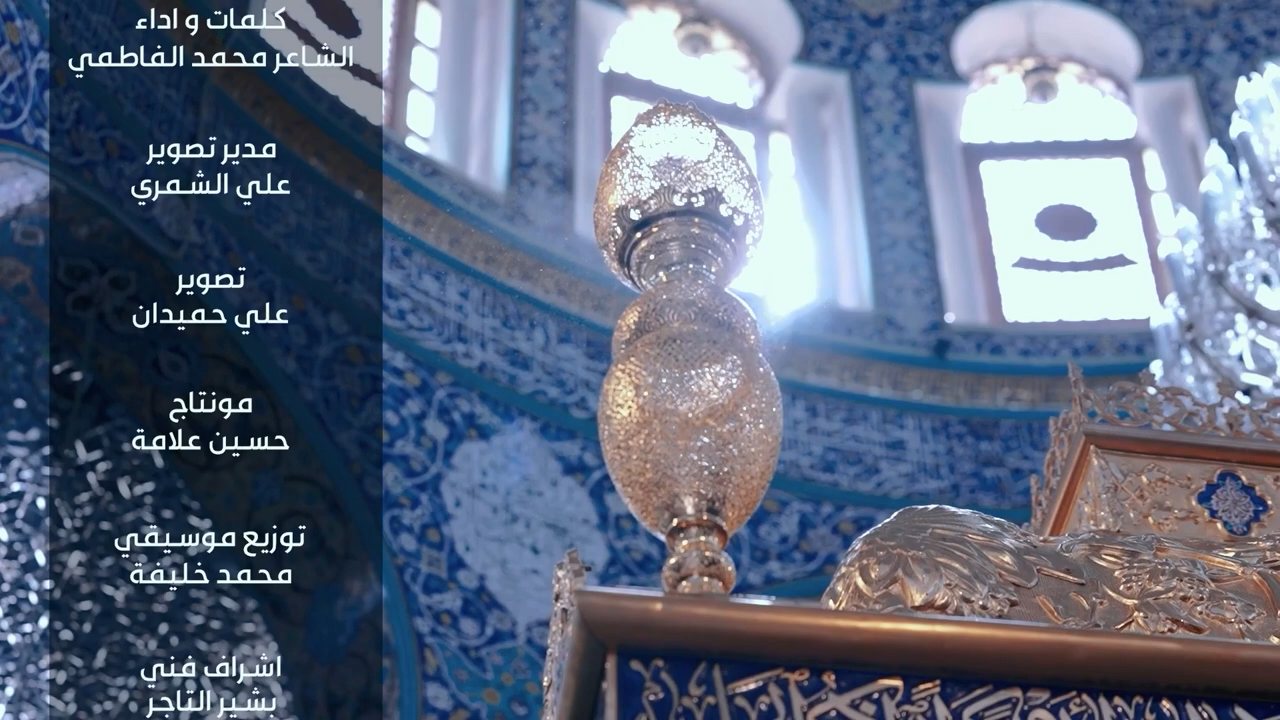 كلمات و اداء
الشاعر محمد الفاطمي
مدير تصوير
علي الشمري
تصوير
علي حميدان
مونتاج
حسين علامة
توزيع موسيقي
محمد خليفة
اشراف فني
بشير التاجر